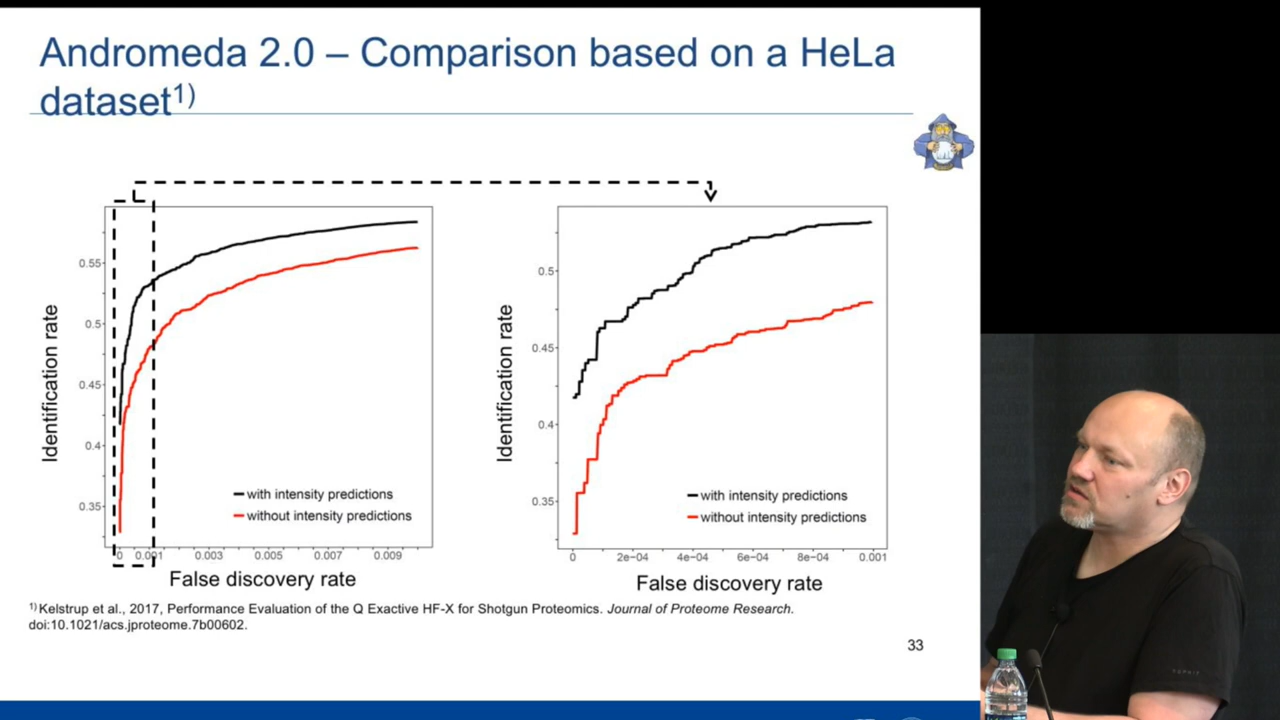 Andromeda 2.0 – Comparison based on a HeLa
dataset1)
Identification rate
0.55
0.5
0.45
0.4
0.35
with intensity predictions
without intensity predictions
0 0.001 0.003 0.005 0.007 0.009
False discovery rate
Identification rate
0.5
0.45
0.4
0.35
with intensity predictions
without intensity predictions
0 2e−04 4e−04 6e−04 8e−04 0.001
False discovery rate
1) Kelstrup et al., 2017, Performance Evaluation of the Q Exactive HF-X for Shotgun Proteomics. Journal of Proteome Research.
doi:10.1021/acs.jproteome.7b00602.
33